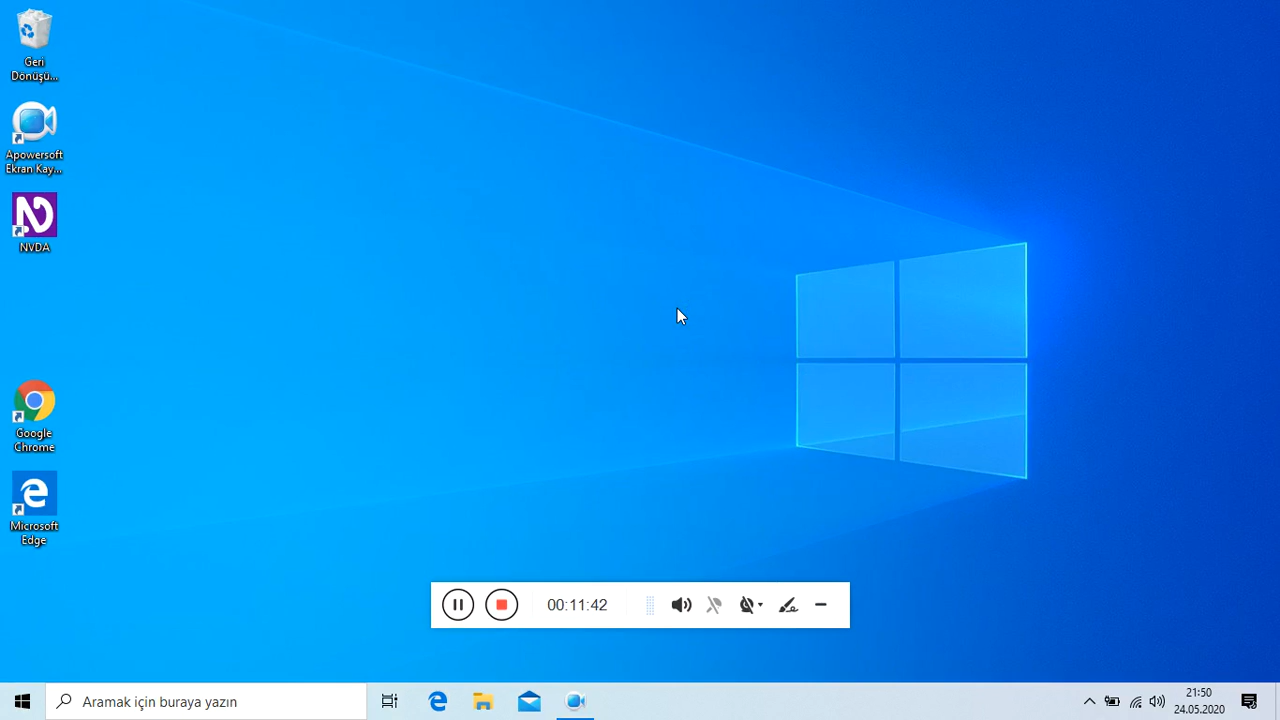 Geri
Dönüşü...
Apowersoft
Ekran Kay...
NVDA
Google
Chrome
Microsoft
Edge
00:11:42
Aramak için buraya yazın
21:50
24.05.2020